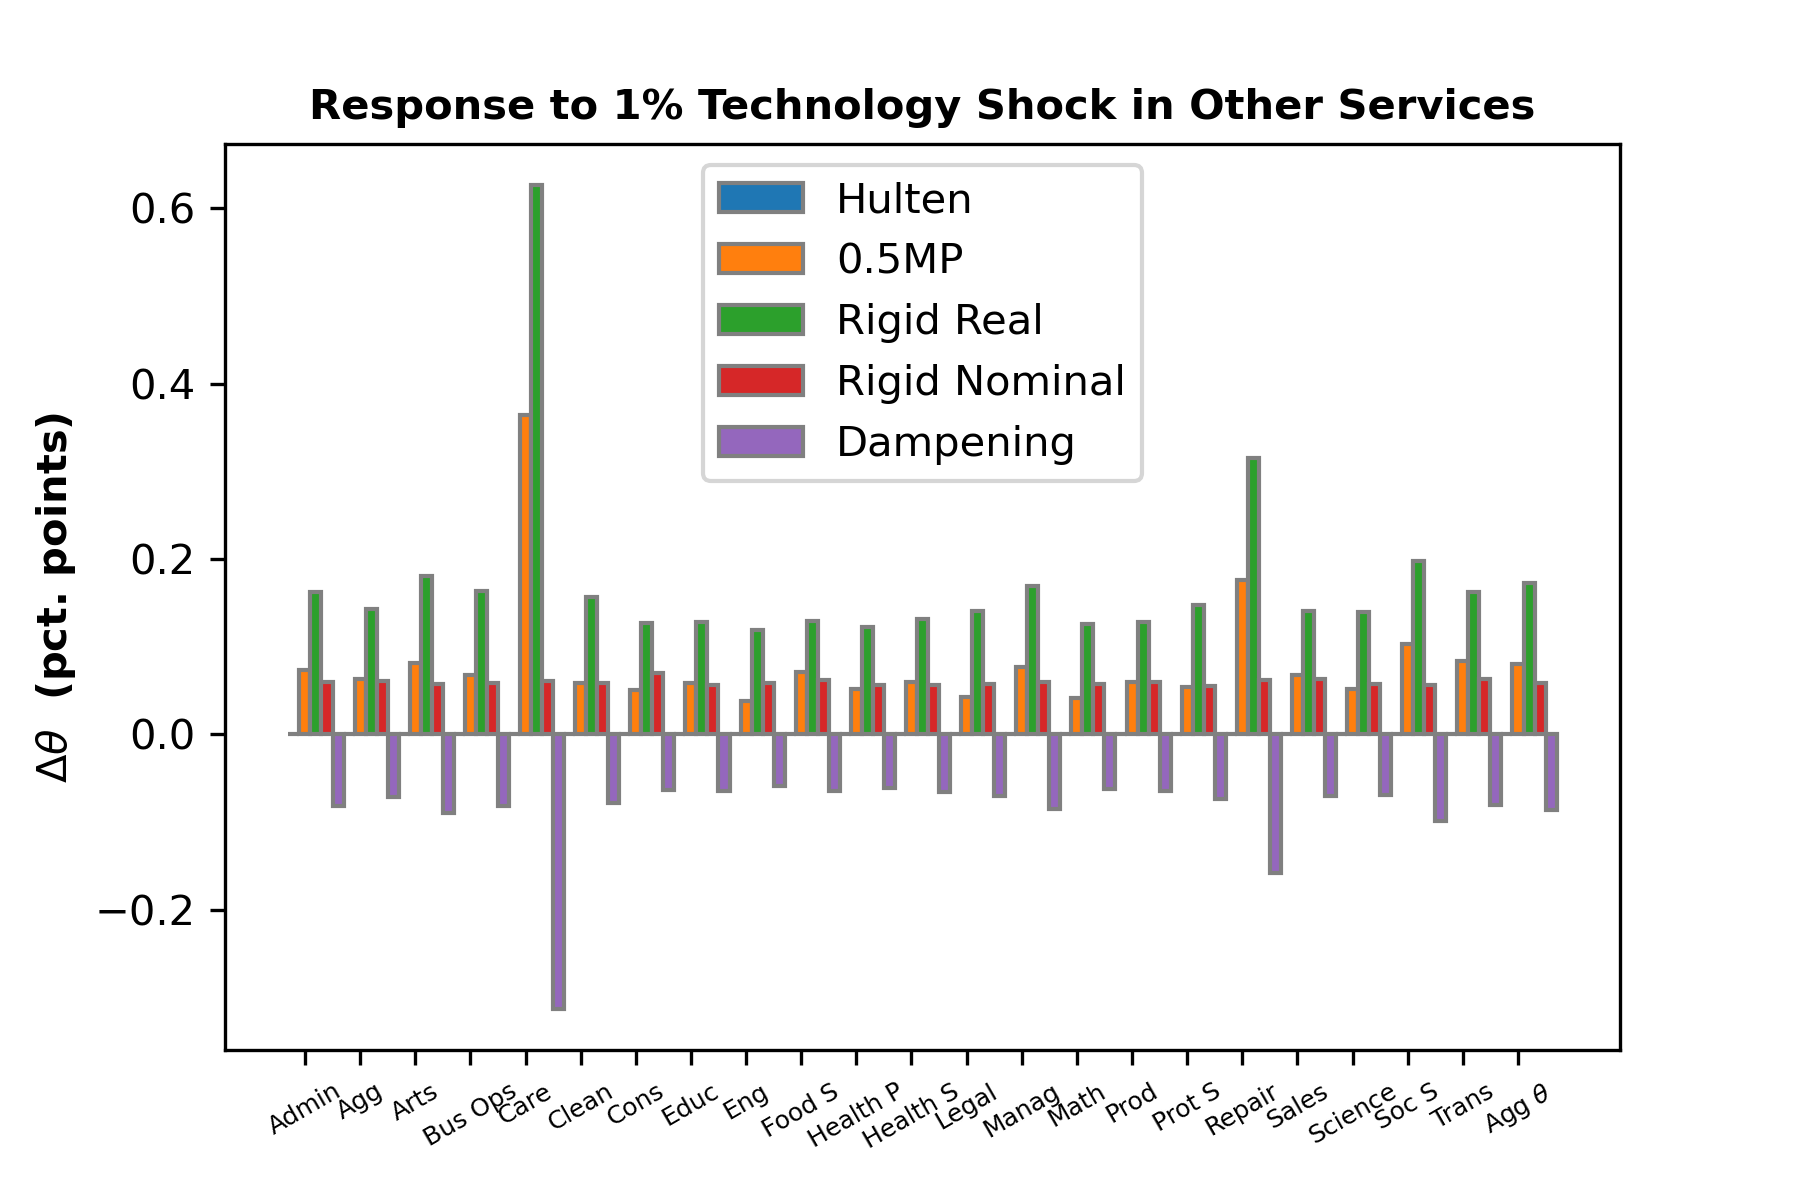 Response to 1% Technology Shock in Other Services
Hulten
0.5MP
Rigid Real
Rigid Nominal
Dampening
Δθ (pct. points)
0.6
0.4
0.2
0.0
−0.2
Admin
Agg
Arts
Bus Ops
Care
Clean
Cons
Educ
Eng
Food S
Health P
Health S
Legal
Manag
Math
Prod
Prot S
Repair
Sales
Science
Soc S
Trans
Agg θ